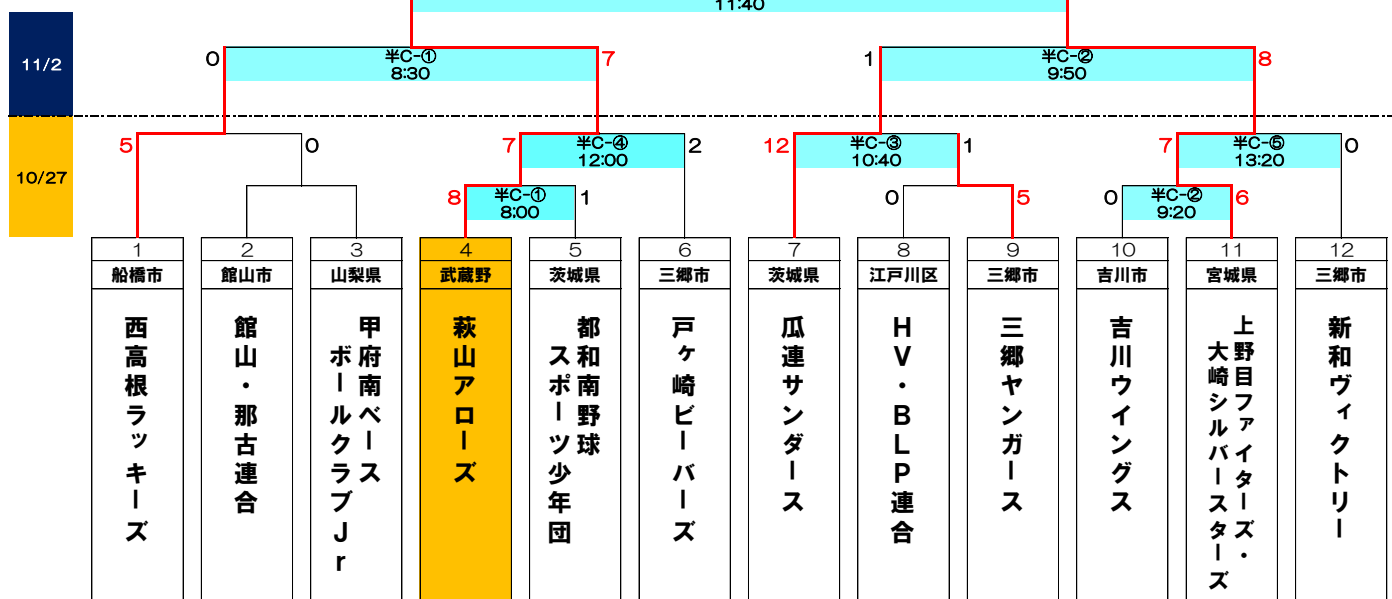 11:40
11/2
0
半C-①
8:30
7
1
半C-②
9:50
8
10/27
5
0
7
半C-④
12:00
2
12
半C-③
10:40
1
7
半C-⑤
13:20
0
8
半C-①
8:00
1
0
5
0
半C-②
9:20
6
1
2
3
4
5
6
7
8
9
10
11
12
船橋市
館山市
山梨県
武蔵野
茨城県
三郷市
茨城県
江戸川区
三郷市
吉川市
宮城県
三郷市
西高根ラッキーズ
館山・那古連合
甲府南ベース
ボールクラブJr
萩山アローズ
都和南野球
スポーツ少年団
戸ヶ崎ビーバーズ
瓜連サンダース
HV・BLP連合
三郷ヤンガース
吉川ウイングス
上野目ファイターズ・
大崎シルバースターズ
新和ヴィクトリー